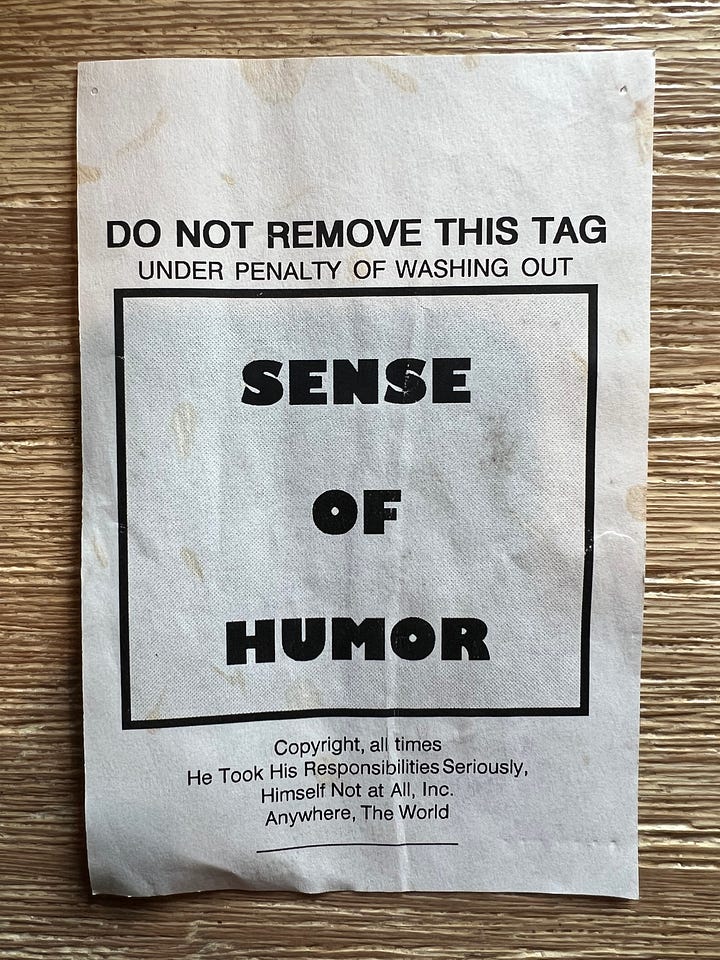 DO NOT REMOVE THIS TAG
UNDER PENALTY OF WASHING OUT
SENSE
OF
HUMOR
Copyright, all times
He Took His Responsibilities Seriously,
Himself Not at All, Inc.
Anywhere, The World